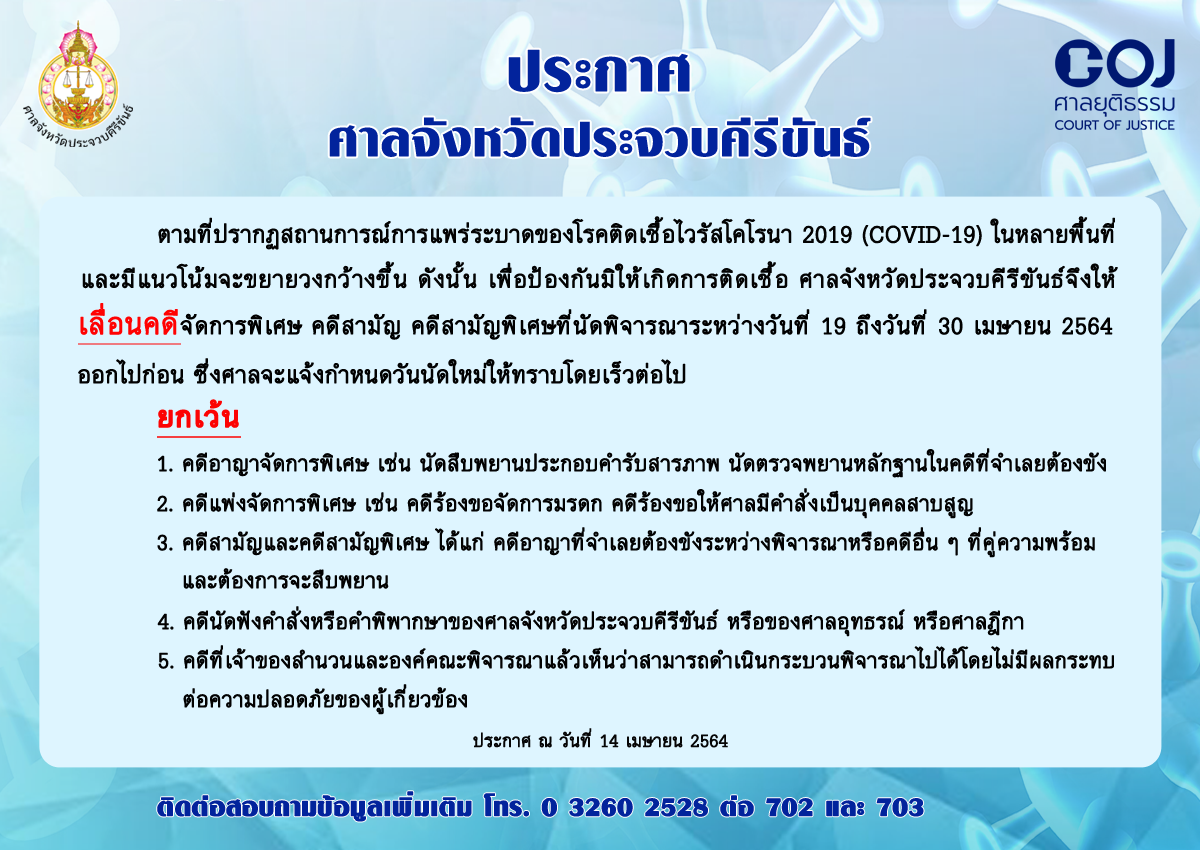 ประกาศ
ศาลจังหวัดประจวบคีรีขันธ์
ศาลจังหวัดประจวบคีรีขันธ์
COJ
ศาลยุติธรรม
COURT OF JUSTICE
ตามที่ปรากฏสถานการณ์การแพร่ระบาดของโรคติดเชื้อไวรัสโคโรนา 2019 (COVID-19) ในหลายพื้นที่
และมีแนวโน้มจะขยายวงกว้างขึ้น ดังนั้น เพื่อป้องกันมิให้เกิดการติดเชื้อ ศาลจังหวัดประจวบคีรีขันธ์จึงให้
เลื่อนคดีจัดการพิเศษ คดีสามัญ คดีสามัญพิเศษที่นัดพิจารณาระหว่างวันที่ 19 ถึงวันที่ 30 เมษายน 2564
ออกไปก่อน ซึ่งศาลจะแจ้งกำหนดวันนัดใหม่ให้ทราบโดยเร็วต่อไป
ยกเว้น
1. คดีอาญาจัดการพิเศษ เช่น นัดสืบพยานประกอบคำรับสารภาพ นัดตรวจพยานหลักฐานในคดีที่จำเลยต้องขัง
2. คดีแพ่งจัดการพิเศษ เช่น คดีร้องขอจัดการมรดก คดีร้องขอให้ศาลมีคำสั่งเป็นบุคคลสาบสูญ
3. คดีสามัญและคดีสามัญพิเศษ ได้แก่ คดีอาญาที่จำเลยต้องขังระหว่างพิจารณาหรือคดีอื่น ๆ ที่คู่ความพร้อม
และต้องการจะสืบพยาน
4. คดีนัดฟังคำสั่งหรือคำพิพากษาของศาลจังหวัดประจวบคีรีขันธ์ หรือของศาลอุทธรณ์ หรือศาลฎีกา
5. คดีที่เจ้าของสำนวนและองค์คณะพิจารณาแล้วเห็นว่าสามารถดำเนินกระบวนพิจารณาไปได้โดยไม่มีผลกระทบ
ต่อความปลอดภัยของผู้เกี่ยวข้อง
ประกาศ ณ วันที่ 14 เมษายน 2564
ติดต่อสอบถามข้อมูลเพิ่มเติม โทร. 0 3260 2528 ต่อ 702 และ 703